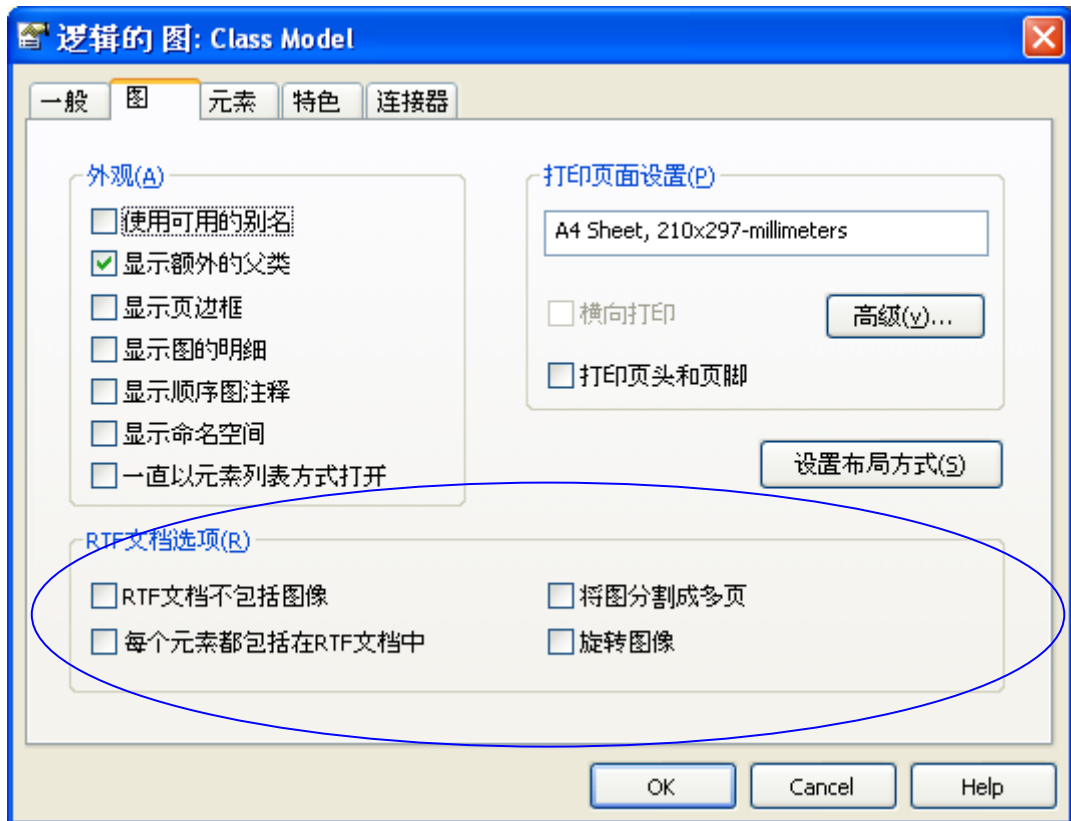 逻辑的 图: Class Model
一般 图 元素 特色 连接器
外观(A)
使用可用的别名
显示额外的父类
显示页边框
显示图的明细
显示顺序图注释
显示命名空间
一直以元素列表方式打开
打印页面设置(P)
A4 Sheet, 210x297-millimeters
横向打印
高级(v)...
打印页头和页脚
设置布局方式(S)
RTF文档选项(R)
RTF文档不包括图像
将图分割成多页
每个元素都包括在RTF文档中
旋转图像
OK Cancel Help